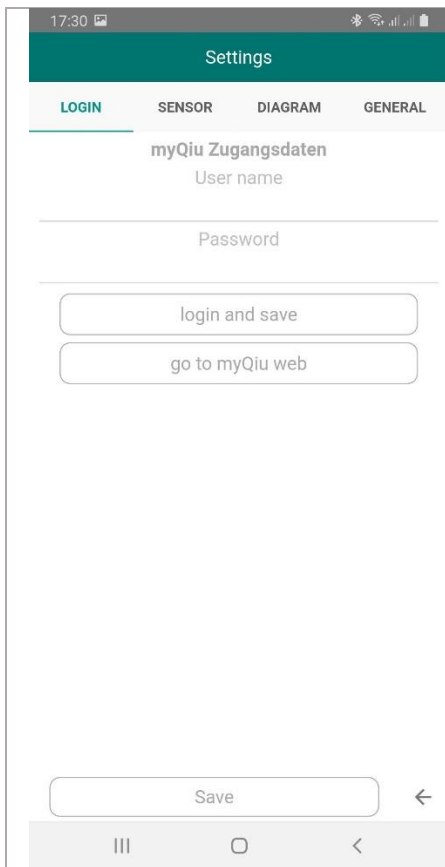 17:30
Settings
LOGIN SENSOR DIAGRAM GENERAL
myQiu Zugangsdaten
User name
Password
login and save
go to myQiu web
Save